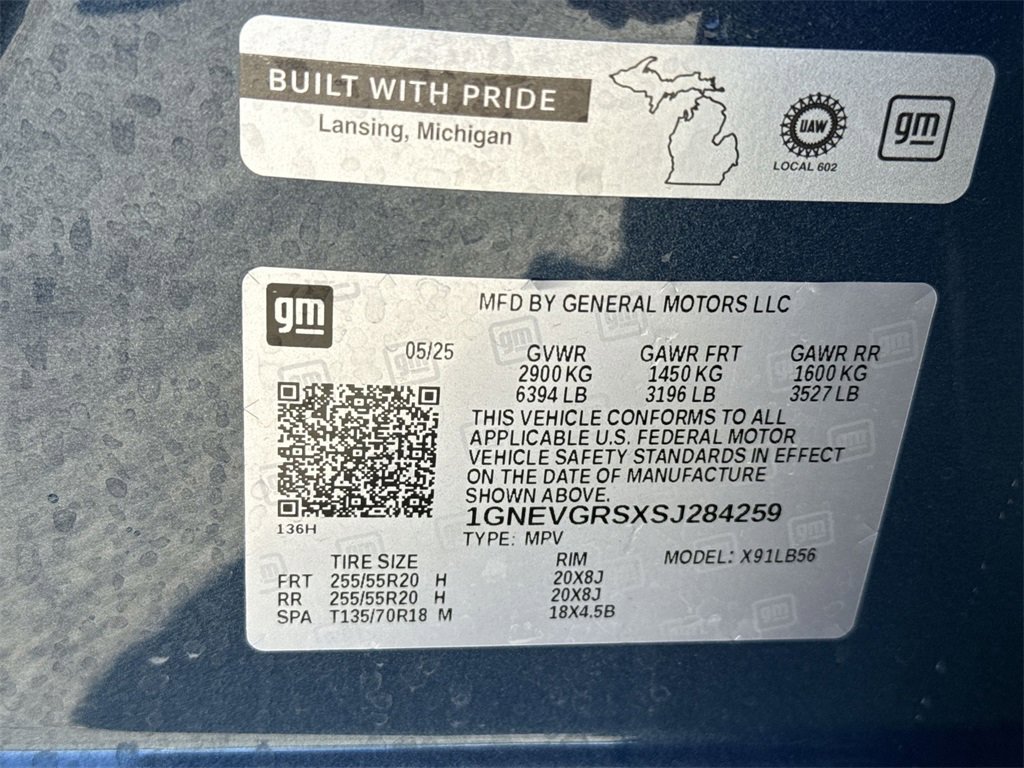 BUILT WITH PRIDE
Lansing, Michigan
UAW
LOCAL 602
gm
gm
MFD BY GENERAL MOTORS LLC
05/25
GVWR GAWR FRT GAWR RR
2900 KG 1450 KG 1600 KG
6394 LB 3196 LB 3527 LB
THIS VEHICLE CONFORMS TO ALL
APPLICABLE U.S. FEDERAL MOTOR
VEHICLE SAFETY STANDARDS IN EFFECT
ON THE DATE OF MANUFACTURE
SHOWN ABOVE.
136H
1GNEVGRSXSJ284259
TYPE: MPV
MODEL: X91LB56
TIRE SIZE RIM
FRT 255/55R20 H 20X8J
RR 255/55R20 H 20X8J
SPA T135/70R18 M 18X4.5B